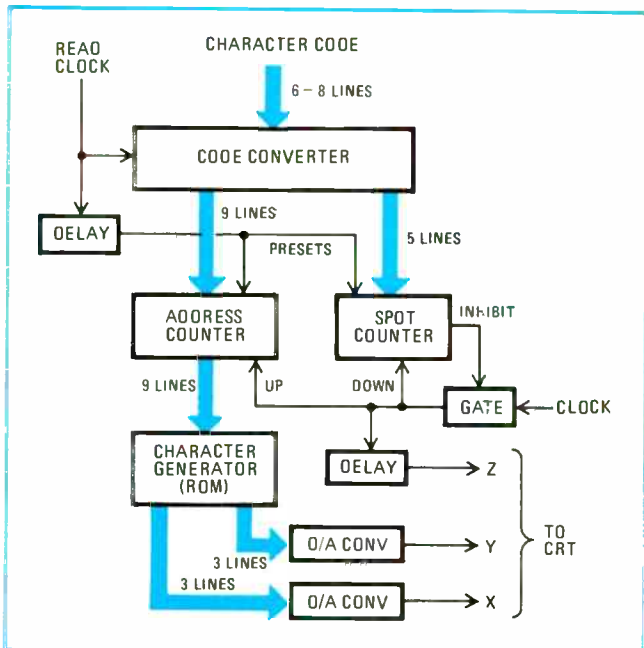 READ
CLOCK
CHARACTER CODE
6-8 LINES
CODE CONVERTER
DELAY
9 LINES
PRESETS
5 LINES
ADDRESS
COUNTER
SPOT
COUNTER
INHIBIT
9 LINES
UP
DOWN
GATE
CLOCK
CHARACTER
GENERATOR
(ROM)
DELAY
Z
3 LINES
D/A CONV
Y
TO
CRT
3 LINES
D/A CONV
X